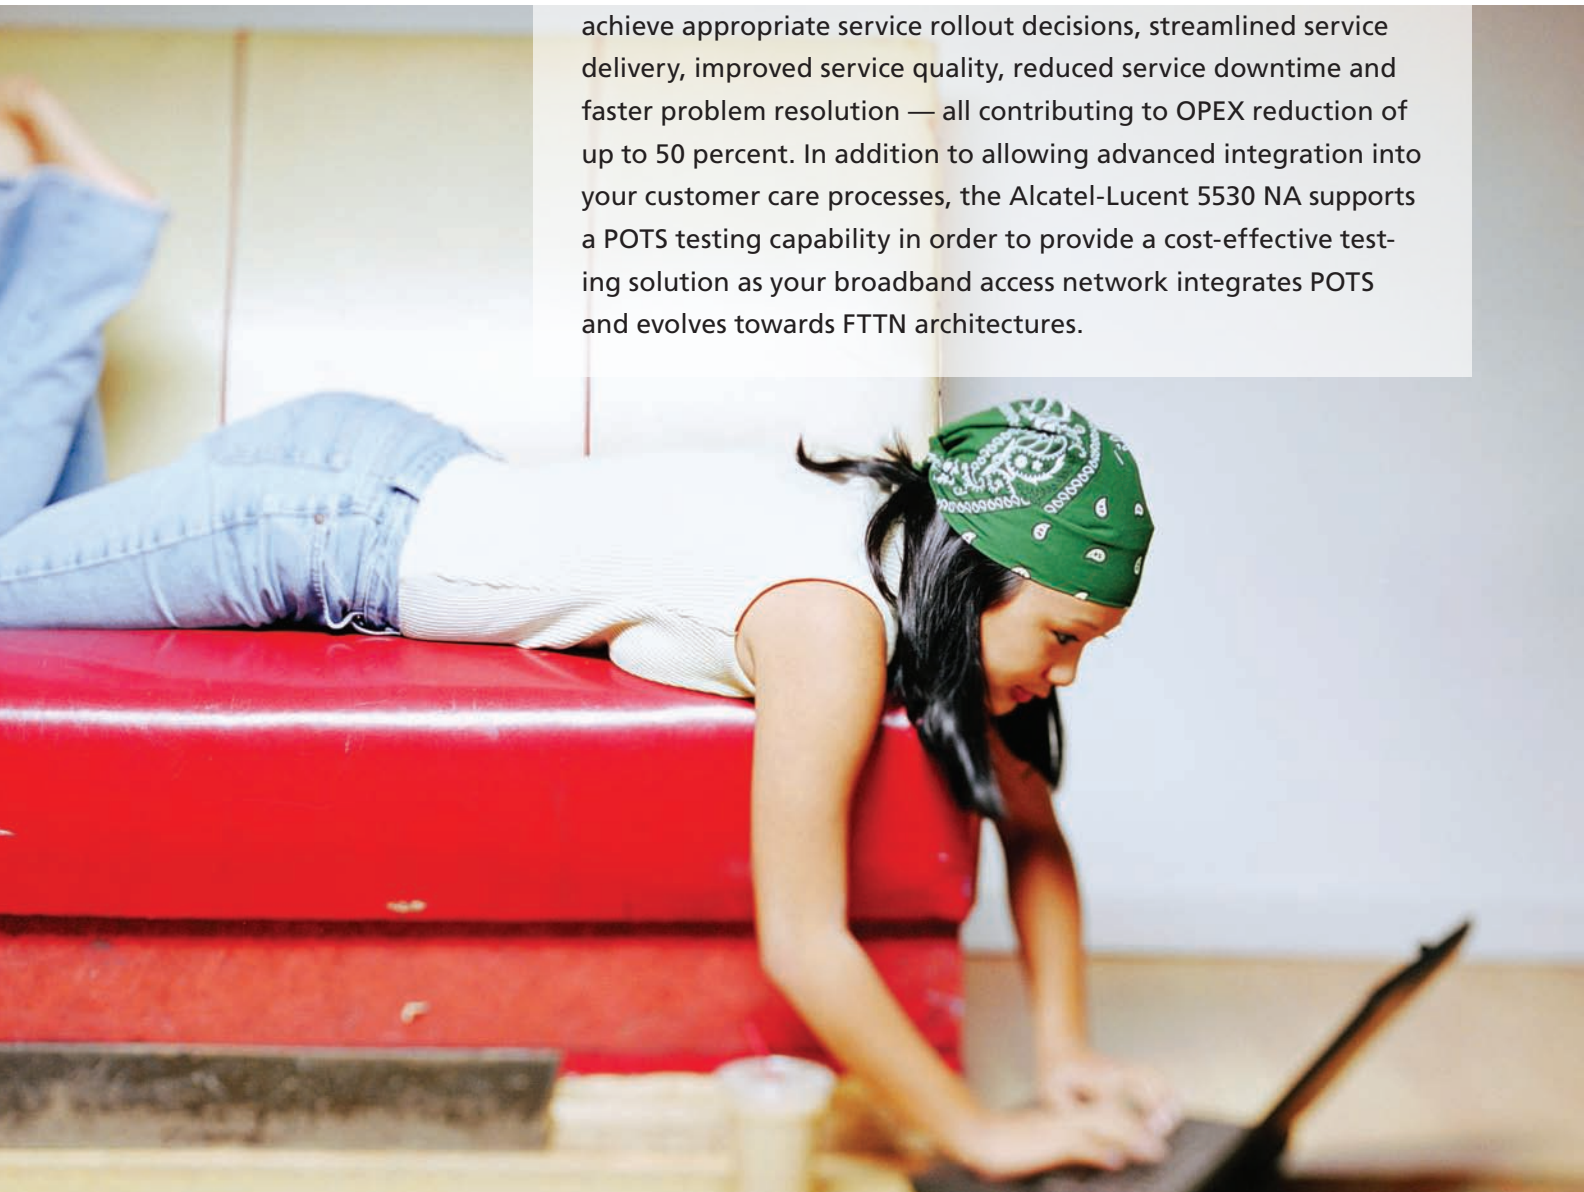 achieve appropriate service rollout decisions, streamlined service
delivery, improved service quality, reduced service downtime and
faster problem resolution — all contributing to OPEX reduction of
up to 50 percent. In addition to allowing advanced integration into
your customer care processes, the Alcatel-Lucent 5530 NA supports
a POTS testing capability in order to provide a cost-effective test-
ing solution as your broadband access network integrates POTS
and evolves towards FTTN architectures.